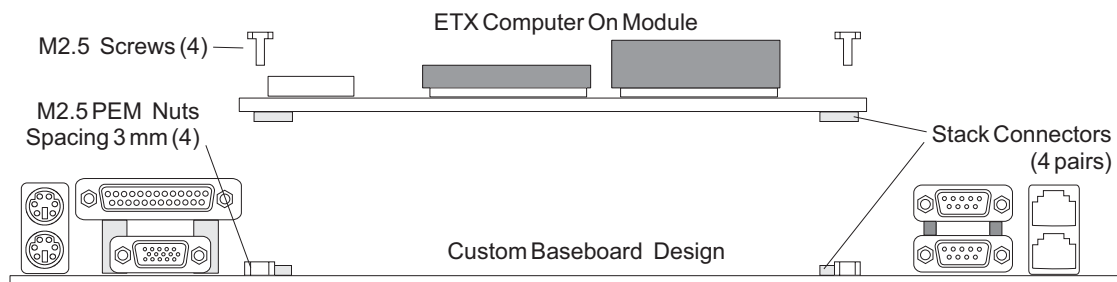 ETX Computer On Module
M2.5 Screws (4)
M2.5 PEM Nuts
Spacing 3 mm (4)
Stack Connectors
(4 pairs)
Custom Baseboard Design